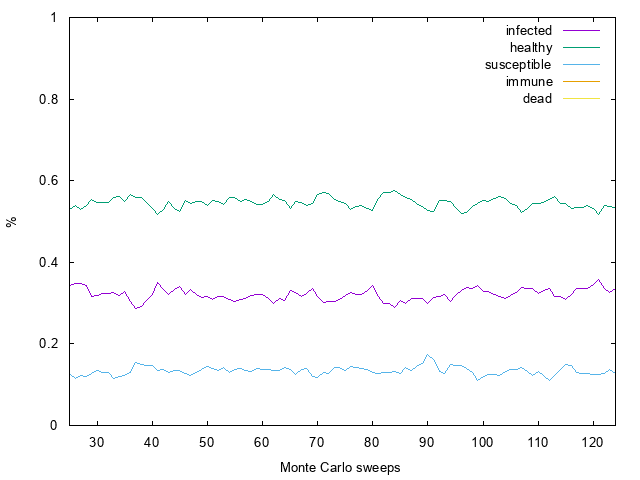 1
infected
healthy
susceptible
immune
dead
0.8
0.6
%
0.4
0.2
0
30 40 50 60 70 80 90 100 110 120
Monte Carlo sweeps